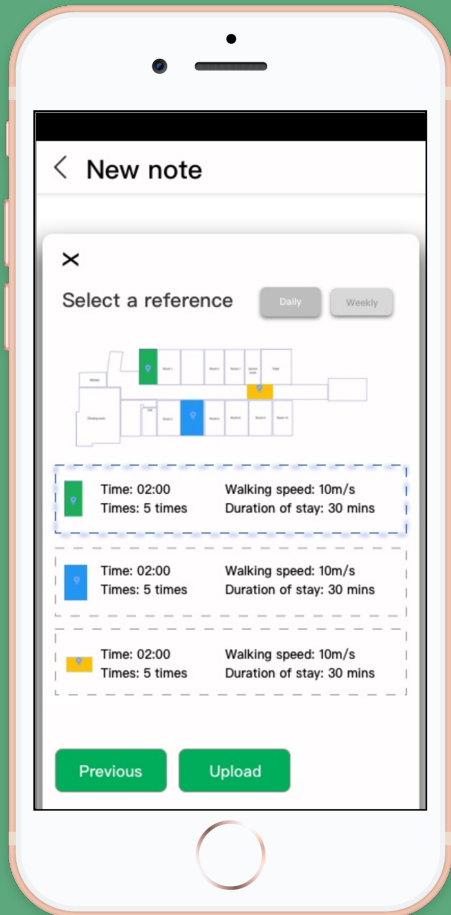 New note
Select a reference
Daily
Weekly
Time: 02:00
Walking speed: 10m/s
Times: 5 times
Duration of stay: 30 mins
Time: 02:00
Walking speed: 10m/s
Times: 5 times
Duration of stay: 30 mins
Time: 02:00
Walking speed: 10m/s
Times: 5 times
Duration of stay: 30 mins
Previous
Upload